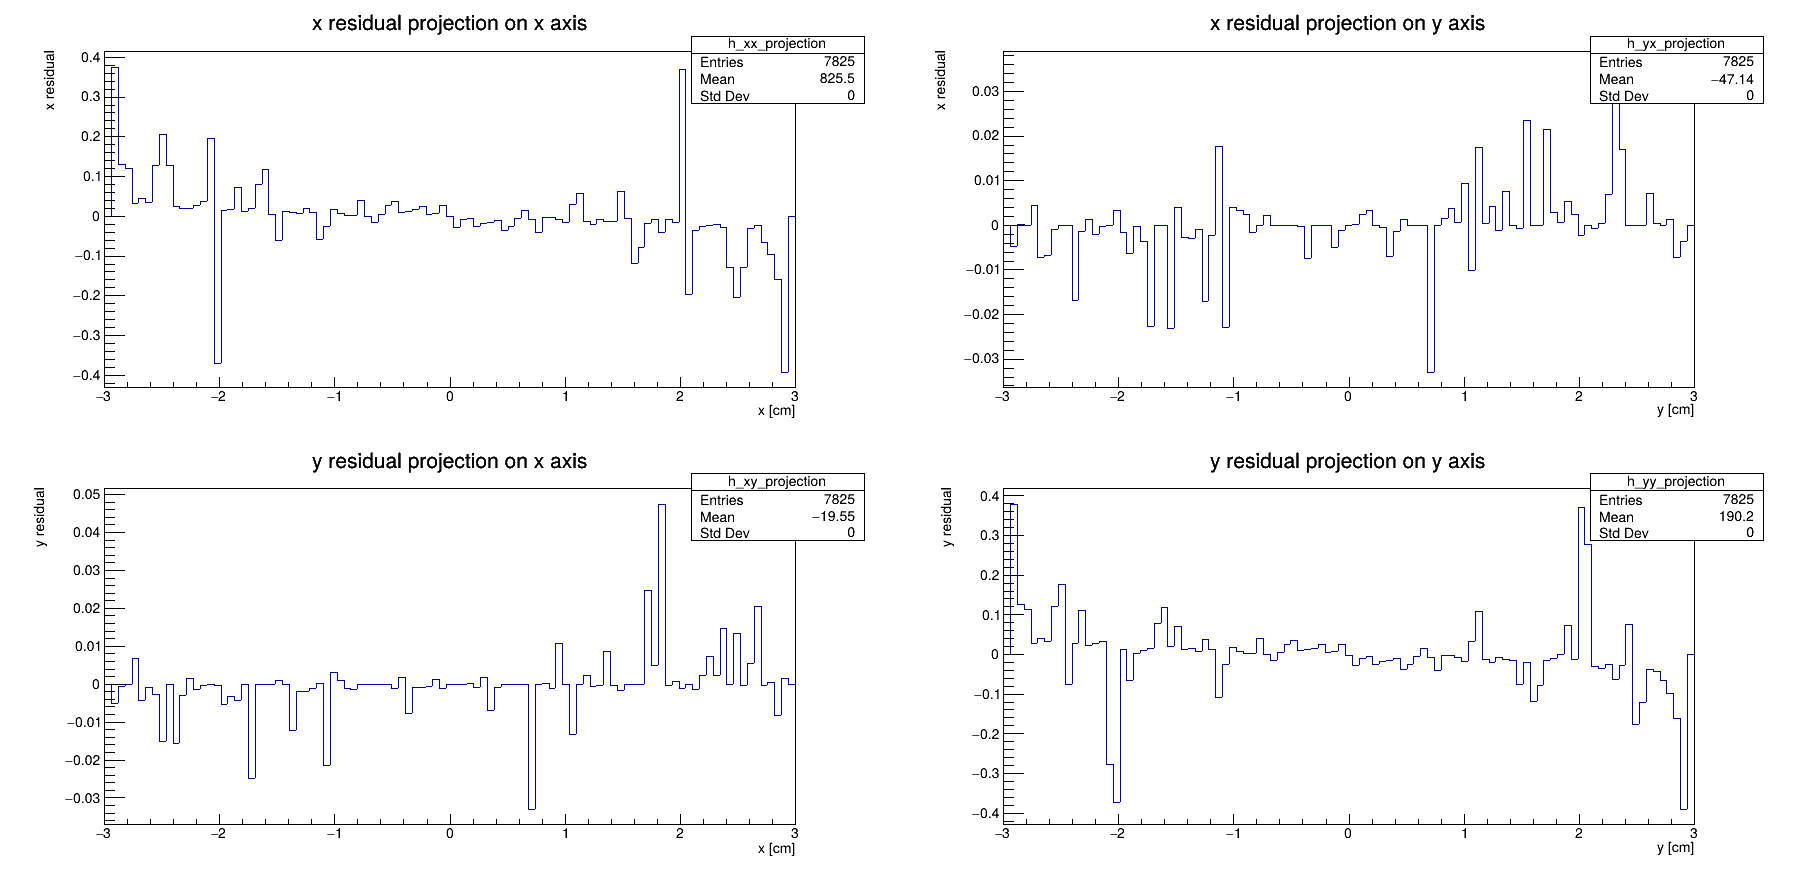 x residual projection on x axis
x residual
h_xx_projection
Entries 7825
Mean 825.5
Std Dev 0
0.4
0.3
0.2
0.1
0
−0.1
−0.2
−0.3
−0.4
−3 −2 −1 0 1 2 3
x [cm]
x residual projection on y axis
x residual
h_yx_projection
Entries 7825
Mean −47.14
Std Dev 0
0.03
0.02
0.01
0
−0.01
−0.02
−0.03
−3 −2 −1 0 1 2 3
y [cm]
y residual projection on x axis
y residual
h_xy_projection
Entries 7825
Mean −19.55
Std Dev 0
0.05
0.04
0.03
0.02
0.01
0
−0.01
−0.02
−0.03
−3 −2 −1 0 1 2 3
x [cm]
y residual projection on y axis
y residual
h_yy_projection
Entries 7825
Mean 190.2
Std Dev 0
0.4
0.3
0.2
0.1
0
−0.1
−0.2
−0.3
−0.4
−3 −2 −1 0 1 2 3
y [cm]